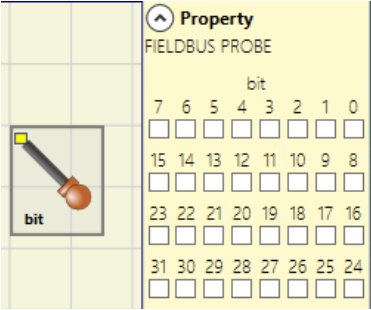 Property
FIELDBUS PROBE
bit
7 6 5 4 3 2 1 0
15 14 13 12 11 10 9 8
23 22 21 20 19 18 17 16
31 30 29 28 27 26 25 24
bit